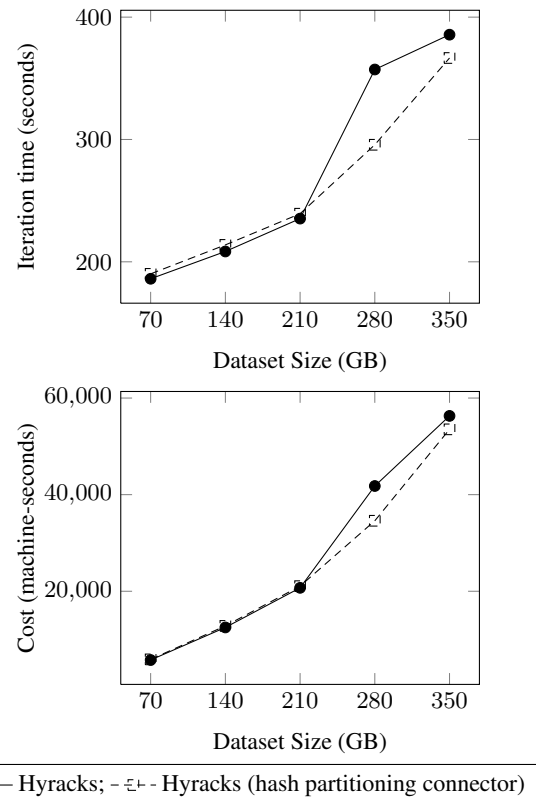 400
300
200
Iteration time (seconds)
70 140 210 280 350
Dataset Size (GB)
60,000
40,000
20,000
Cost (machine-seconds)
70 140 210 280 350
Dataset Size (GB)
Hyracks; Hyracks (hash partitioning connector)